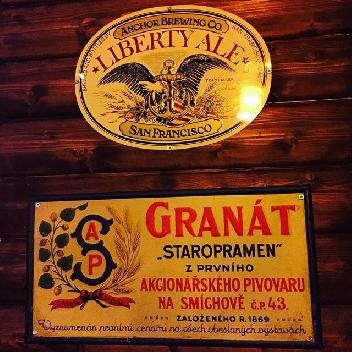 ANCHOR BREWING CO.
LIBERTY ALE
TRADEMARK
SAN FRANCISCO
S
A
P
GRANÁT
„STAROPRAMEN"
Z PRVNÍHO
AKCIONÁŘSKÉHO PIVOVARU
NA SMÍCHOVĚ č.p. 43.
ZALOŽENÉHO R. 1869.
Vyznamenán prvními cenami na všech obeslaných výstavách